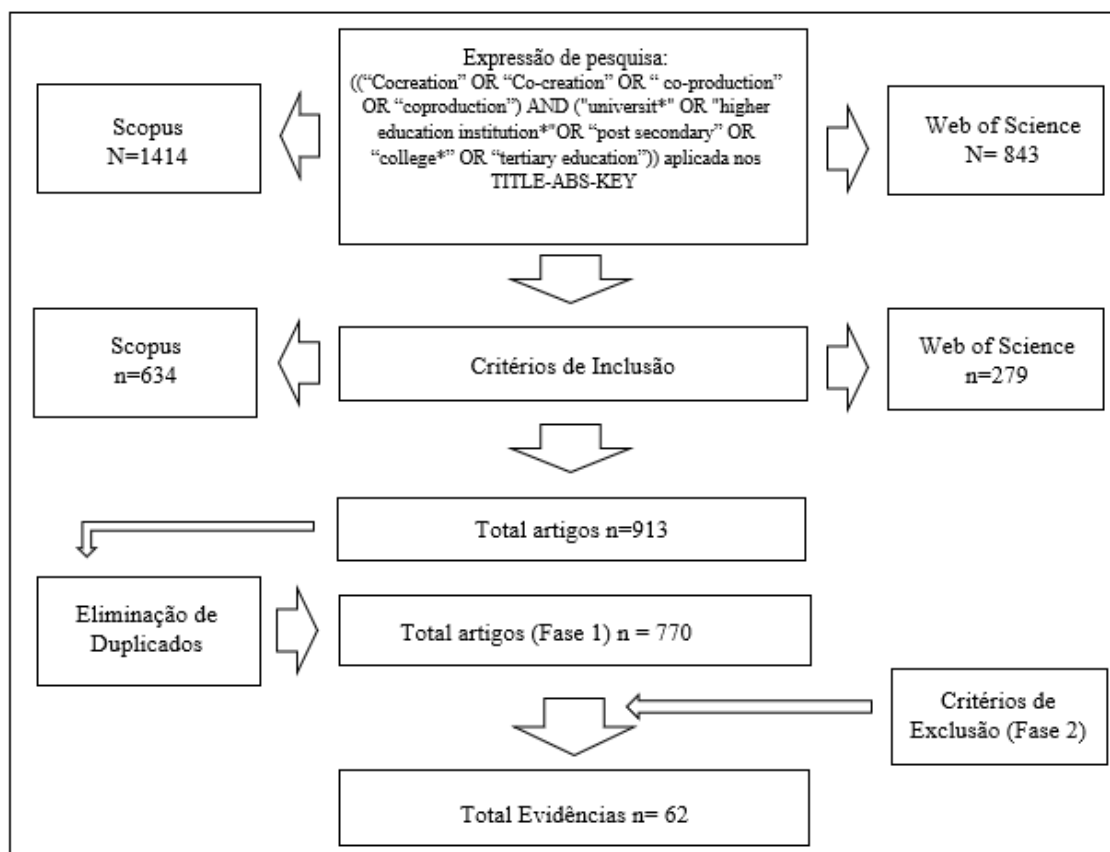 Expressão de pesquisa:
((“Cocreation” OR “Co-creation” OR “ co-production”
OR “coproduction”) AND ("universit*" OR "higher
education institution*"OR “post secondary” OR
“college*” OR “tertiary education”)) aplicada nos
TITLE-ABS-KEY
Scopus
N=1414
Web of Science
N= 843
Scopus
n=634
Critérios de Inclusão
Web of Science
n=279
Total artigos n=913
Eliminação de
Duplicados
Total artigos (Fase 1) n = 770
Critérios de
Exclusão (Fase 2)
Total Evidências n= 62